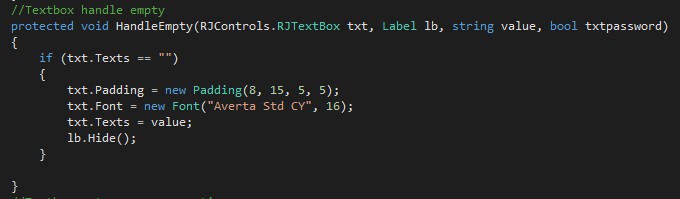 //Textbox handle empty
protected void HandleEmpty(RJControls.RJTextBox txt, Label lb, string value, bool txtpassword)
{
if (txt.Texts == "")
{
txt.Padding = new Padding(8, 15, 5, 5);
txt.Font = new Font("Averta Std CY", 16);
txt.Texts = value;
lb.Hide();
}
}